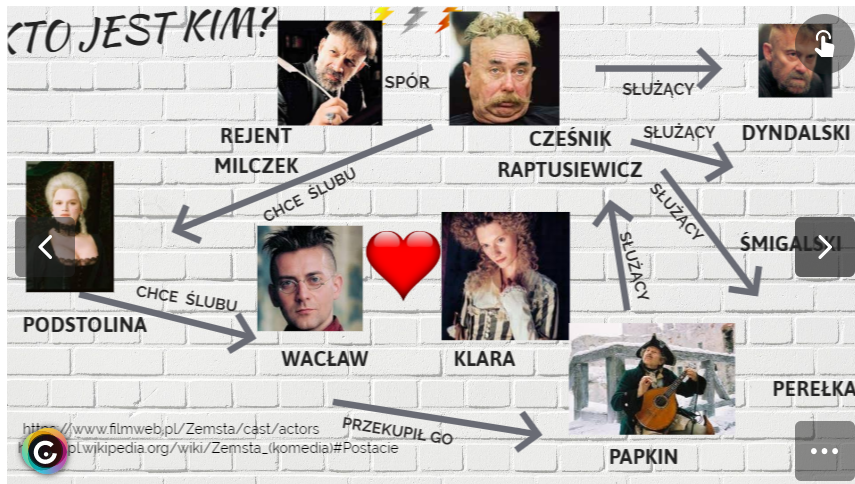 KTO JEST KIM?
SPÓR
SŁUŻĄCY
REJENT
MILCZEK
CZEŚNIK
RAPTUSIEWICZ
SŁUŻĄCY
DYNDALSKI
CHCE ŚLUBU
SŁUŻĄCY
SŁUŻĄCY
ŚMIGALSKI
CHCE ŚLUBU
PODSTOLINA
WACŁAW
KLARA
PEREŁKA
PRZEKUPIŁ GO
PAPKIN
https://www.filmweb.pl/Zemsta/cast/actors
pl.wikipedia.org/wiki/Zemsta_(komedia)#Postacie